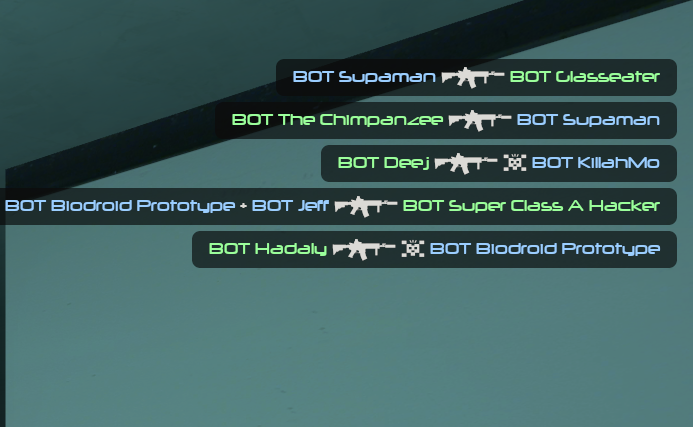 BOT Supaman BOT Glasseater
BOT The Chimpanzee BOT Supaman
BOT Deej BOT KillahMo
BOT Biodroid Prototype + BOT Jeff BOT Super Class A Hacker
BOT Hadaly BOT Biodroid Prototype